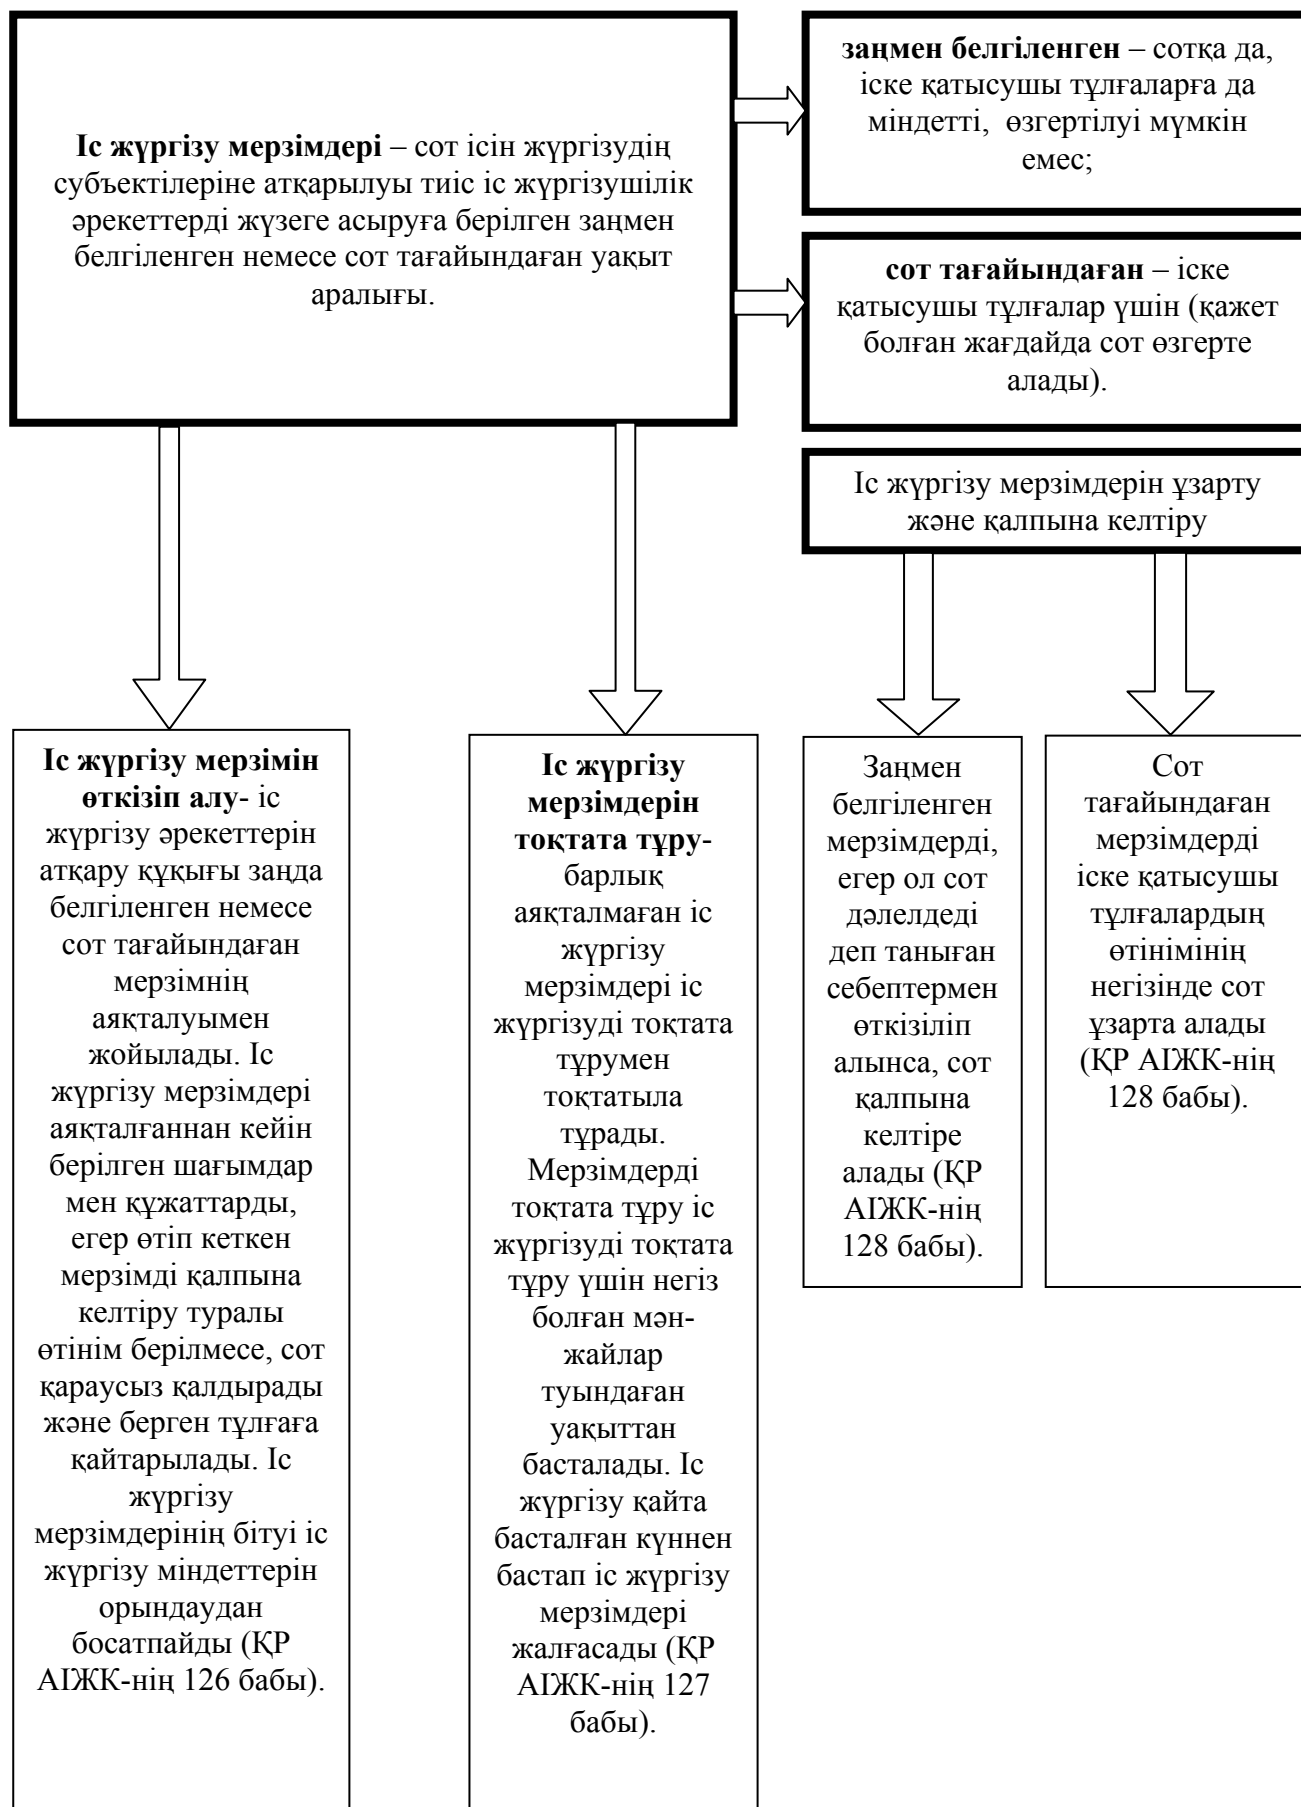 Іс жүргізу мерзімдері – сот ісін жүргізудің
субъектілеріне атқарылуы тиіс іс жүргізушілік
әрекеттерді жүзеге асыруға берілген заңмен
белгіленген немесе сот тағайындаған уақыт
аралығы.
заңмен белгіленген – сотқа да,
іске қатысушы тұлғаларға да
міндетті, өзгертілуі мүмкін
емес;
сот тағайындаған – іске
қатысушы тұлғалар үшін (қажет
болған жағдайда сот өзгерте
алады).
Іс жүргізу мерзімдерін ұзарту
және қалпына келтіру
Іс жүргізу мерзімін
өткізіп алу- іс
жүргізу әрекеттерін
атқару құқығы заңда
белгіленген немесе
сот тағайындаған
мерзімнің
аяқталуымен
жойылады. Іс
жүргізу мерзімдері
аяқталғаннан кейін
берілген шағымдар
мен құжаттарды,
егер өтіп кеткен
мерзімді қалпына
келтіру туралы
өтінім берілмесе, сот
қараусыз қалдырады
және берген тұлғаға
қайтарылады. Іс
жүргізу
мерзімдерінің бітуі іс
жүргізу міндеттерін
орындаудан
босатпайды (ҚР
АІЖК-нің 126 бабы).
Іс жүргізу
мерзімдерін
тоқтата тұру-
барлық
аяқталмаған іс
жүргізу
мерзімдері іс
жүргізуді тоқтата
тұрумен
тоқтатыла
тұрады.
Мерзімдерді
тоқтата тұру іс
жүргізуді тоқтата
тұру үшін негіз
болған мән-
жайлар
туындаған
уақыттан
басталады. Іс
жүргізу қайта
басталған күннен
бастап іс жүргізу
мерзімдері
жалғасады (ҚР
АІЖК-нің 127
бабы).
Заңмен
белгіленген
мерзімдерді,
егер ол сот
дәлелдеді
деп таныған
себептермен
өткізіліп
алынса, сот
қалпына
келтіре
алады (ҚР
АІЖК-нің
128 бабы).
Сот
тағайындаған
мерзімдерді
іске қатысушы
тұлғалардың
өтінімінің
негізінде сот
ұзарта алады
(ҚР АІЖК-нің
128 бабы).